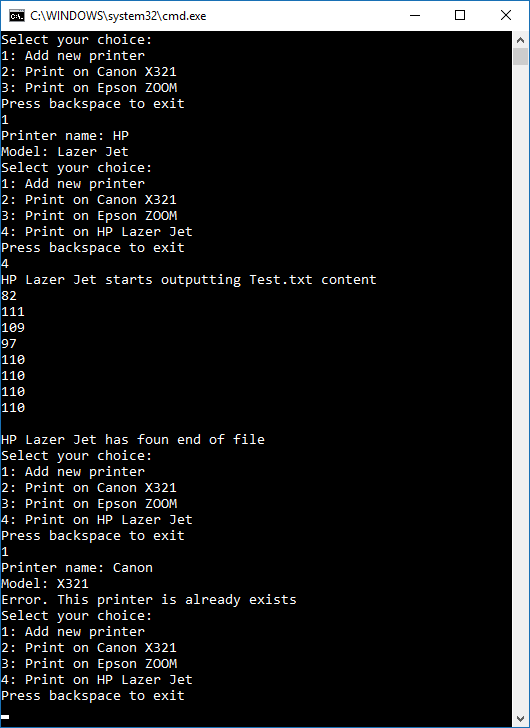 C:\WINDOWS\system32\cmd.exe
Select your choice:
1: Add new printer
2: Print on Canon X321
3: Print on Epson ZOOM
Press backspace to exit
1
Printer name: HP
Model: Lazer Jet
Select your choice:
1: Add new printer
2: Print on Canon X321
3: Print on Epson ZOOM
4: Print on HP Lazer Jet
Press backspace to exit
4
HP Lazer Jet starts outputting Test.txt content
82
111
109
97
110
110
110
110

HP Lazer Jet has foun end of file
Select your choice:
1: Add new printer
2: Print on Canon X321
3: Print on Epson ZOOM
4: Print on HP Lazer Jet
Press backspace to exit
1
Printer name: Canon
Model: X321
Error. This printer is already exists
Select your choice:
1: Add new printer
2: Print on Canon X321
3: Print on Epson ZOOM
4: Print on HP Lazer Jet
Press backspace to exit